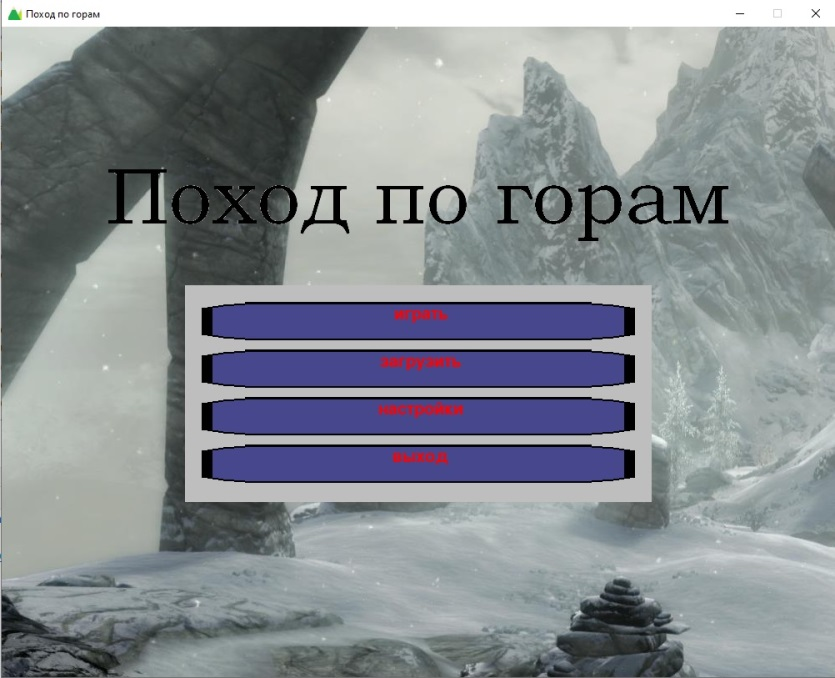 Поход по горам
Поход по горам
играть
загрузить
настройки
выход